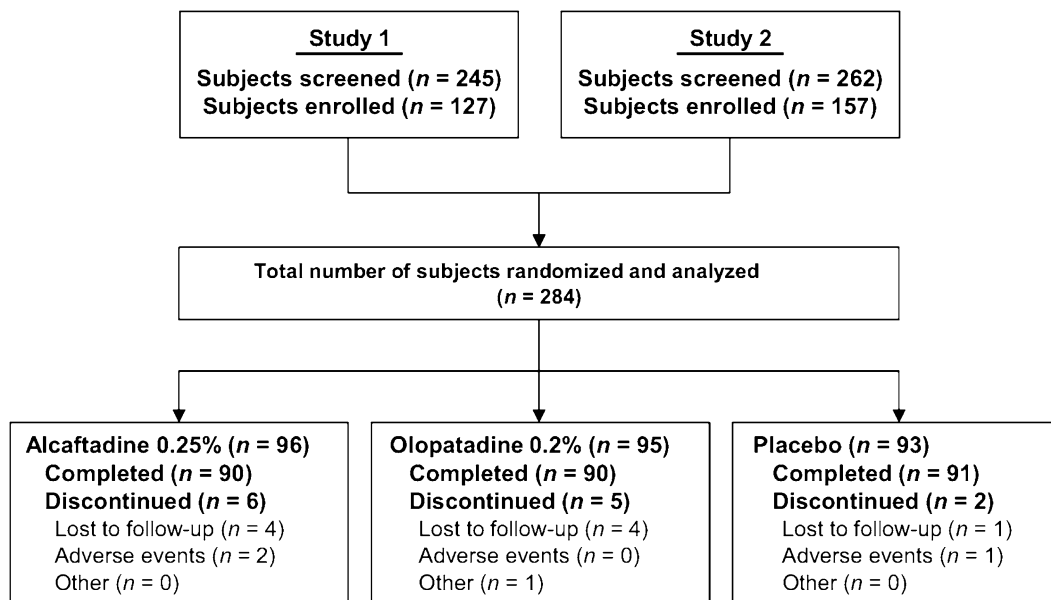 Study 1
Subjects screened (n = 245)
Subjects enrolled (n = 127)
Study 2
Subjects screened (n = 262)
Subjects enrolled (n = 157)
Total number of subjects randomized and analyzed
(n = 284)
Alcaftadine 0.25% (n = 96)
Completed (n = 90)
Discontinued (n = 6)
Lost to follow-up (n = 4)
Adverse events (n = 2)
Other (n = 0)
Olopatadine 0.2% (n = 95)
Completed (n = 90)
Discontinued (n = 5)
Lost to follow-up (n = 4)
Adverse events (n = 0)
Other (n = 1)
Placebo (n = 93)
Completed (n = 91)
Discontinued (n = 2)
Lost to follow-up (n = 1)
Adverse events (n = 1)
Other (n = 0)